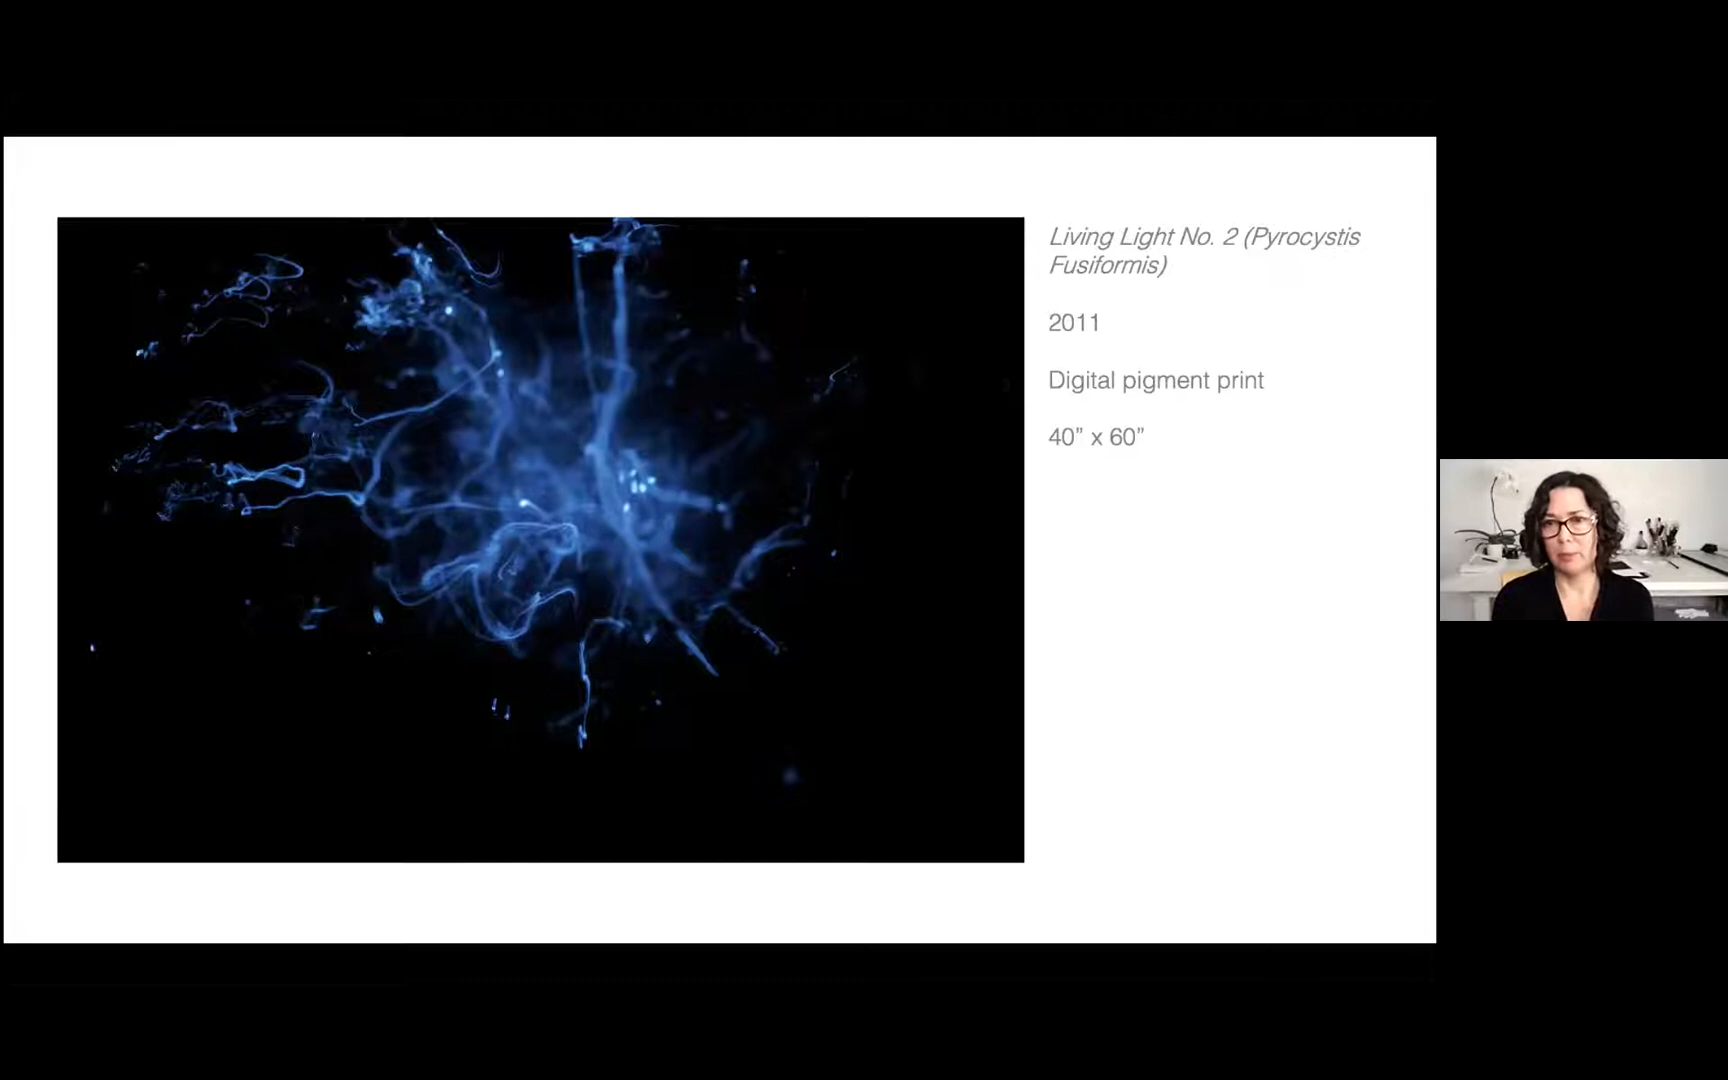 Living Light No. 2 (Pyrocystis
Fusiformis)
2011
Digital pigment print
40” x 60”